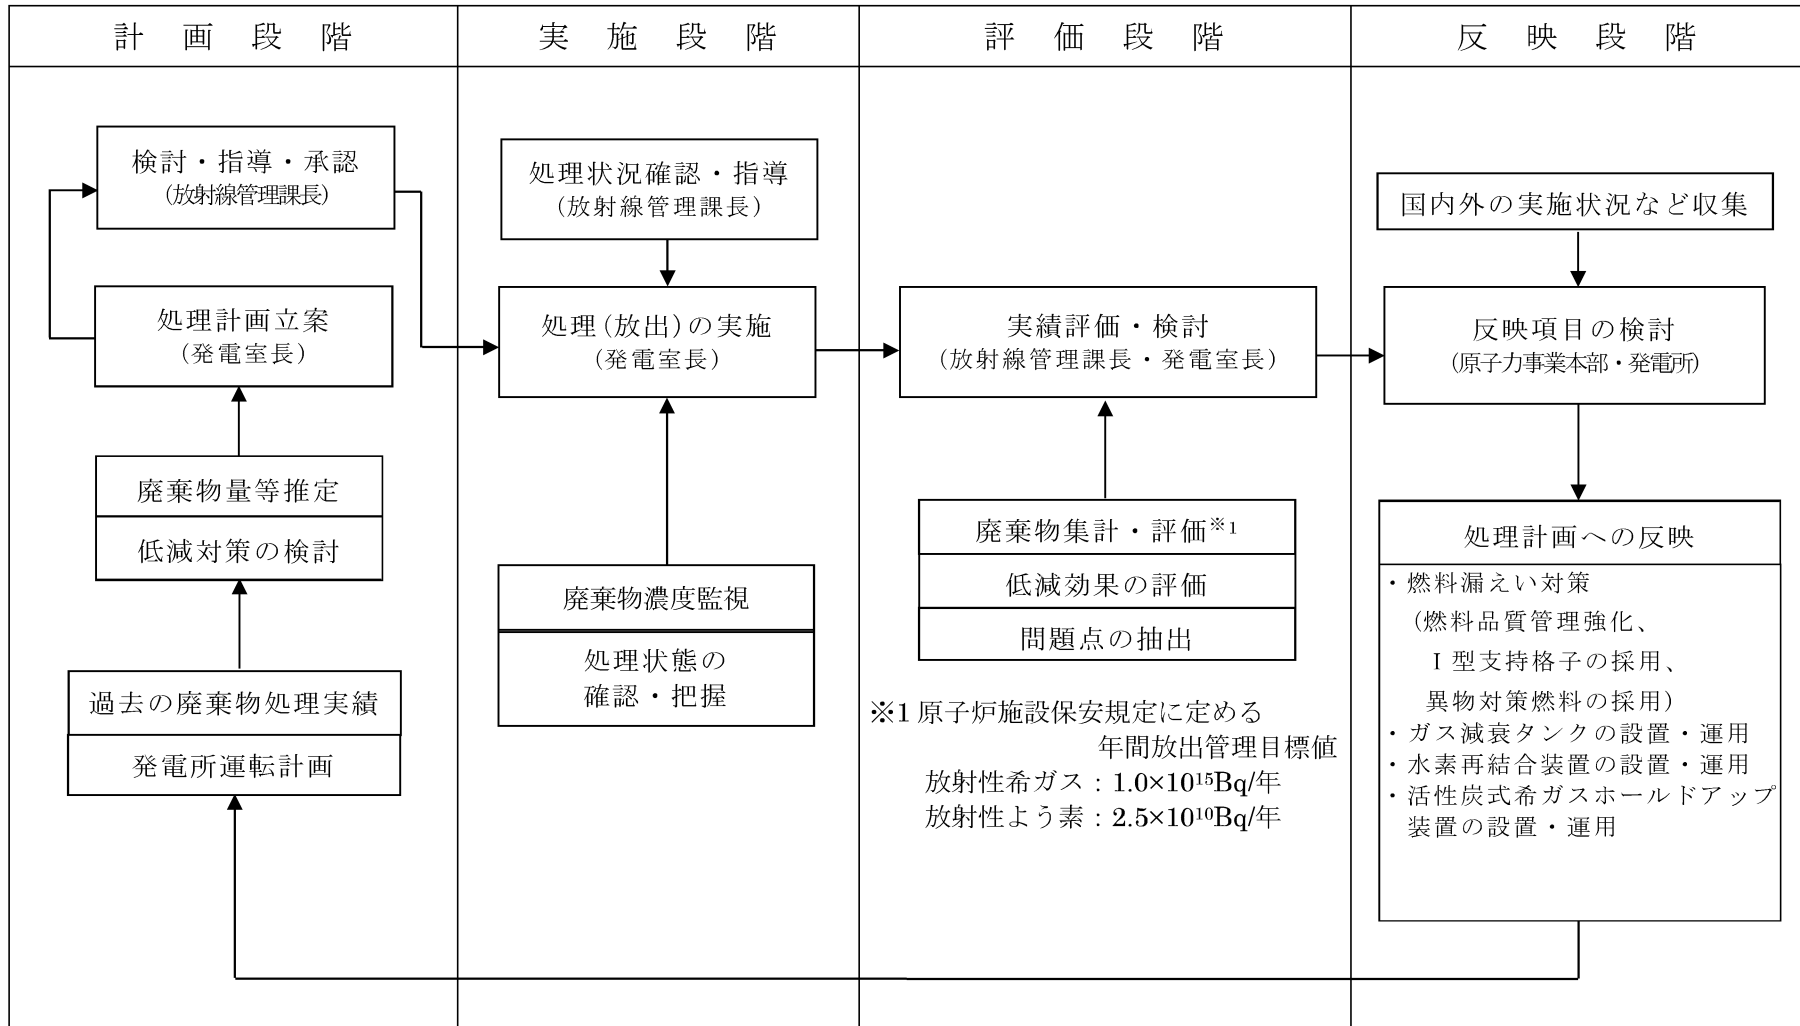 計画段階
実施段階
評価段階
反映段階
検討・指導・承認
(放射線管理課長)
処理計画立案
(発電室長)
廃棄物量等推定
低減対策の検討
過去の廃棄物処理実績
発電所運転計画
処理状況確認・指導
(放射線管理課長)
処理(放出)の実施
(発電室長)
廃棄物濃度監視
処理状態の
確認・把握
実績評価・検討
(放射線管理課長・発電室長)
廃棄物集計・評価※1
低減効果の評価
問題点の抽出
※1 原子炉施設保安規定に定める
年間放出管理目標値
放射性希ガス：1.0×10¹⁵Bq/年
放射性よう素：2.5×10¹⁰Bq/年
国内外の実施状況など収集
反映項目の検討
(原子力事業本部・発電所)
処理計画への反映
・燃料漏えい対策
(燃料品質管理強化、
Ｉ型支持格子の採用、
異物対策燃料の採用)
・ガス減衰タンクの設置・運用
・水素再結合装置の設置・運用
・活性炭式希ガスホールドアップ
装置の設置・運用